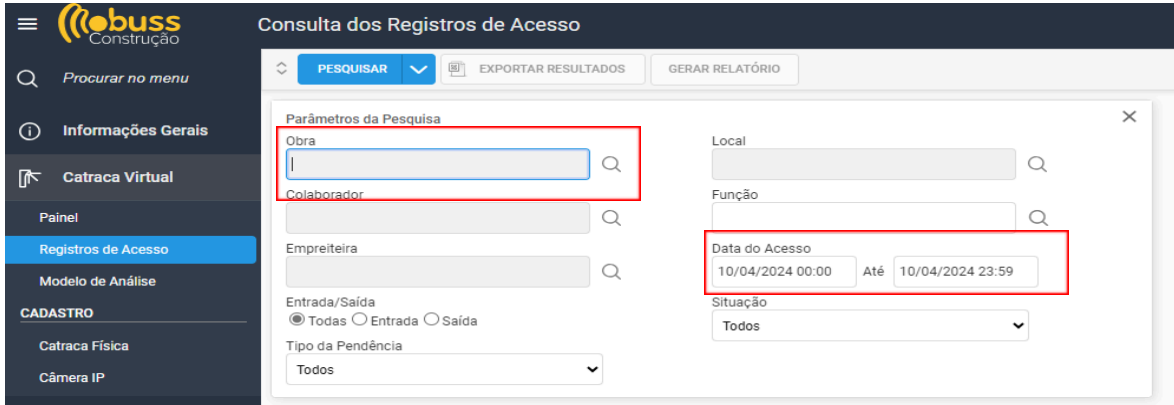 mobuss
Construção
Consulta dos Registros de Acesso
Procurar no menu
Informações Gerais
Catraca Virtual
Painel
Registros de Acesso
Modelo de Análise
CADASTRO
Catraca Física
Câmera IP
PESQUISAR
EXPORTAR RESULTADOS
GERAR RELATÓRIO
Parâmetros da Pesquisa
Obra
Local
Colaborador
Função
Empreiteira
Data do Acesso
10/04/2024 00:00 Até 10/04/2024 23:59
Entrada/Saída
Todas Entrada Saída
Situação
Todos
Tipo da Pendência
Todos